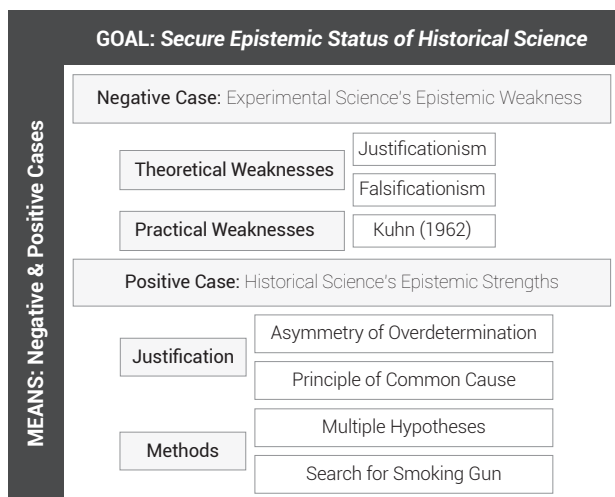 GOAL: Secure Epistemic Status of Historical Science
MEANS: Negative & Positive Cases
Negative Case: Experimental Science's Epistemic Weakness
Theoretical Weaknesses
Justificationism
Falsificationism
Practical Weaknesses
Kuhn (1962)
Positive Case: Historical Science's Epistemic Strengths
Justification
Asymmetry of Overdetermination
Principle of Common Cause
Methods
Multiple Hypotheses
Search for Smoking Gun